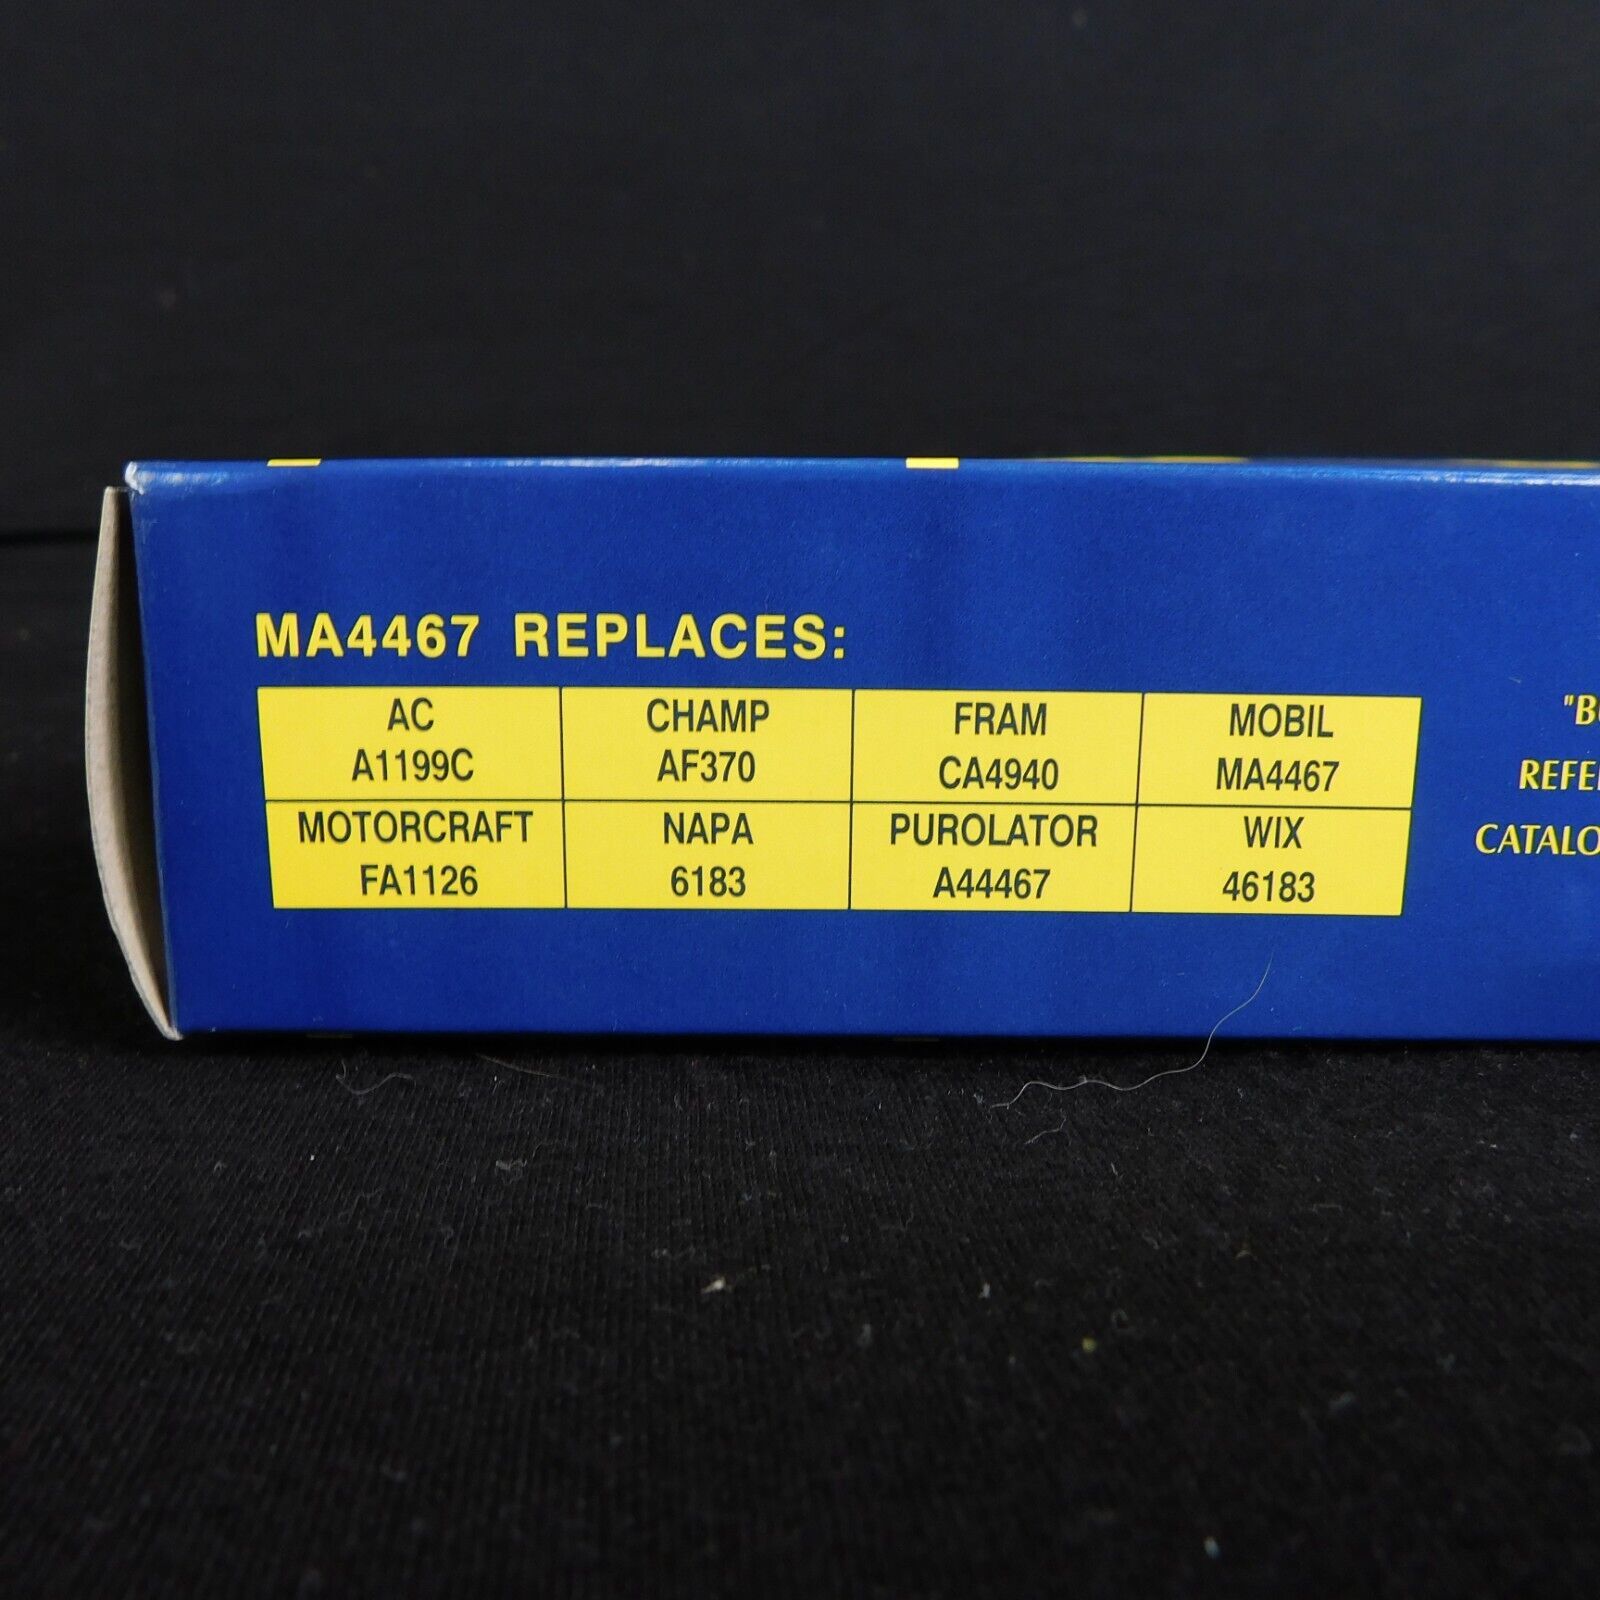 MA4467 REPLACES:
AC CHAMP FRAM MOBIL
A1199C AF370 CA4940 MA4467
MOTORCRAFT NAPA PUROLATOR WIX
FA1126 6183 A44467 46183